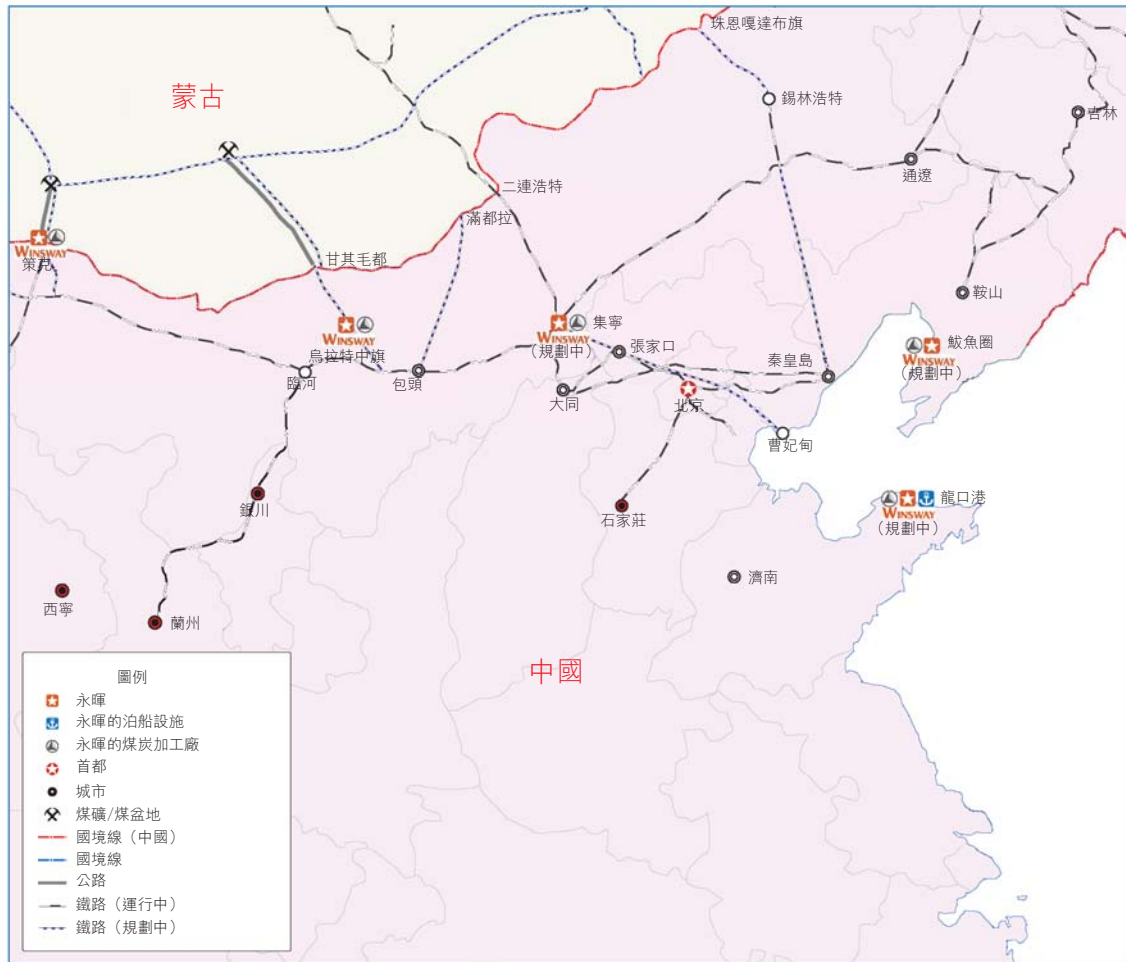 珠恩嘎達布旗
蒙古
錫林浩特
吉林
通遼
二連浩特
滿都拉
WINSWAY
策克
甘其毛都
鞍山
WINSWAY
烏拉特中旗
集寧
WINSWAY
(規劃中)
張家口
秦皇島
鲅魚圈
WINSWAY
(規劃中)
臨河
包頭
大同
北京
曹妃甸
銀川
石家莊
龍口港
WINSWAY
(規劃中)
濟南
西寧
蘭州
中國
圖例
永暉
永暉的泊船設施
永暉的煤炭加工廠
首都
城市
煤礦/煤盆地
國境線(中國)
國境線
公路
鐵路(運行中)
鐵路(規劃中)